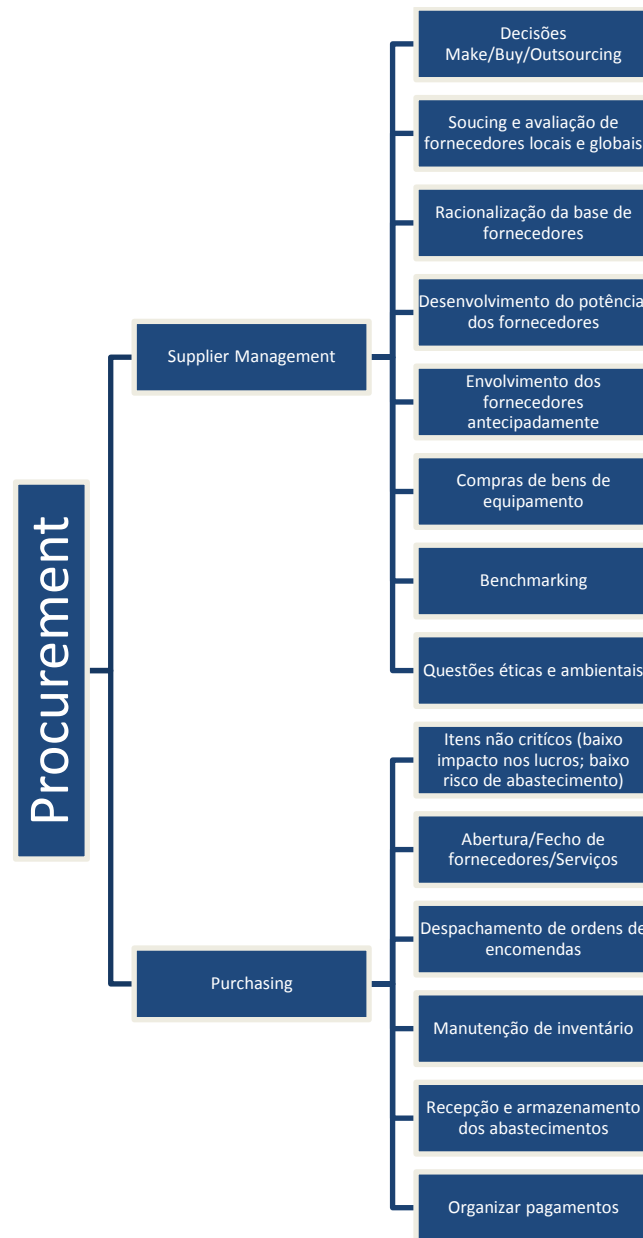 Procurement
Supplier Management
Decisões
Make/Buy/Outsourcing
Soucing e avaliação de
fornecedores locais e globais
Racionalização da base de
fornecedores
Desenvolvimento do potência
dos fornecedores
Envolvimento dos
fornecedores
antecipadamente
Compras de bens de
equipamento
Benchmarking
Questões éticas e ambientais
Purchasing
Itens não critícos (baixo
impacto nos lucros; baixo
risco de abastecimento)
Abertura/Fecho de
fornecedores/Serviços
Despachamento de ordens de
encomendas
Manutenção de inventário
Recepção e armazenamento
dos abastecimentos
Organizar pagamentos